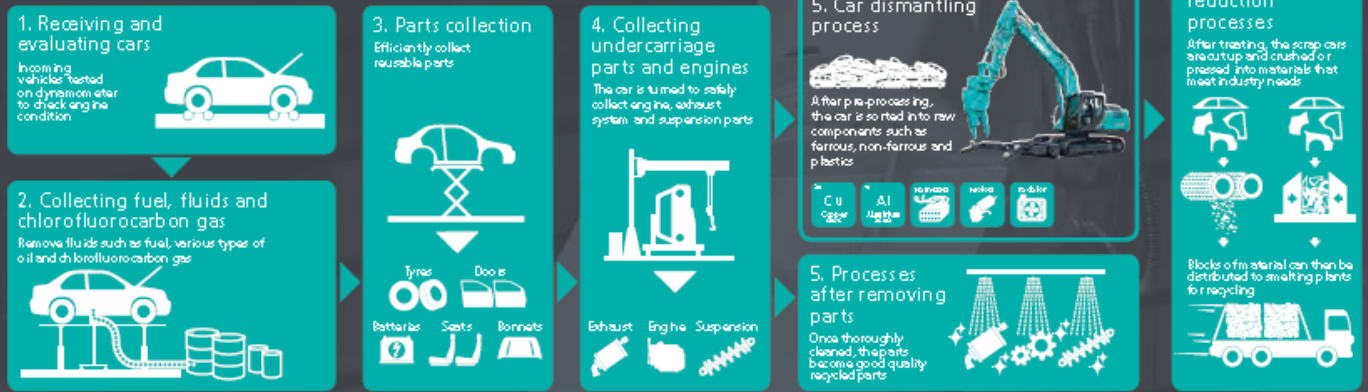 1. Receiving and
evaluating cars
Incoming
vehicles tested
on dynamometer
to check engine
condition
2. Collecting fuel, fluids and
chlorofluorocarbon gas
Remove fluids such as fuel, various types of
oil and chlorofluorocarbon gas
3. Parts collection
Efficiently collect
reusable parts
Tyres Doors
Batteries Seats Bonnets
4. Collecting
undercarriage
parts and engines
The car is turned to safely
collect engine, exhaust
system and suspension parts
Exhaust Engine Suspension
5. Car dismantling
process
After pre-processing,
the car is sorted into raw
components such as
ferrous, non-ferrous and
plastics
Cu
Copper
Al
Radiator
5. Processes
after removing
parts
Once thoroughly
cleaned, the parts
become good quality
recycled parts
reduction
processes
After treating, the scrap cars
are cut up and crushed or
pressed into materials that
meet industry needs
Blocks of material can then be
distributed to smelting plants
for recycling